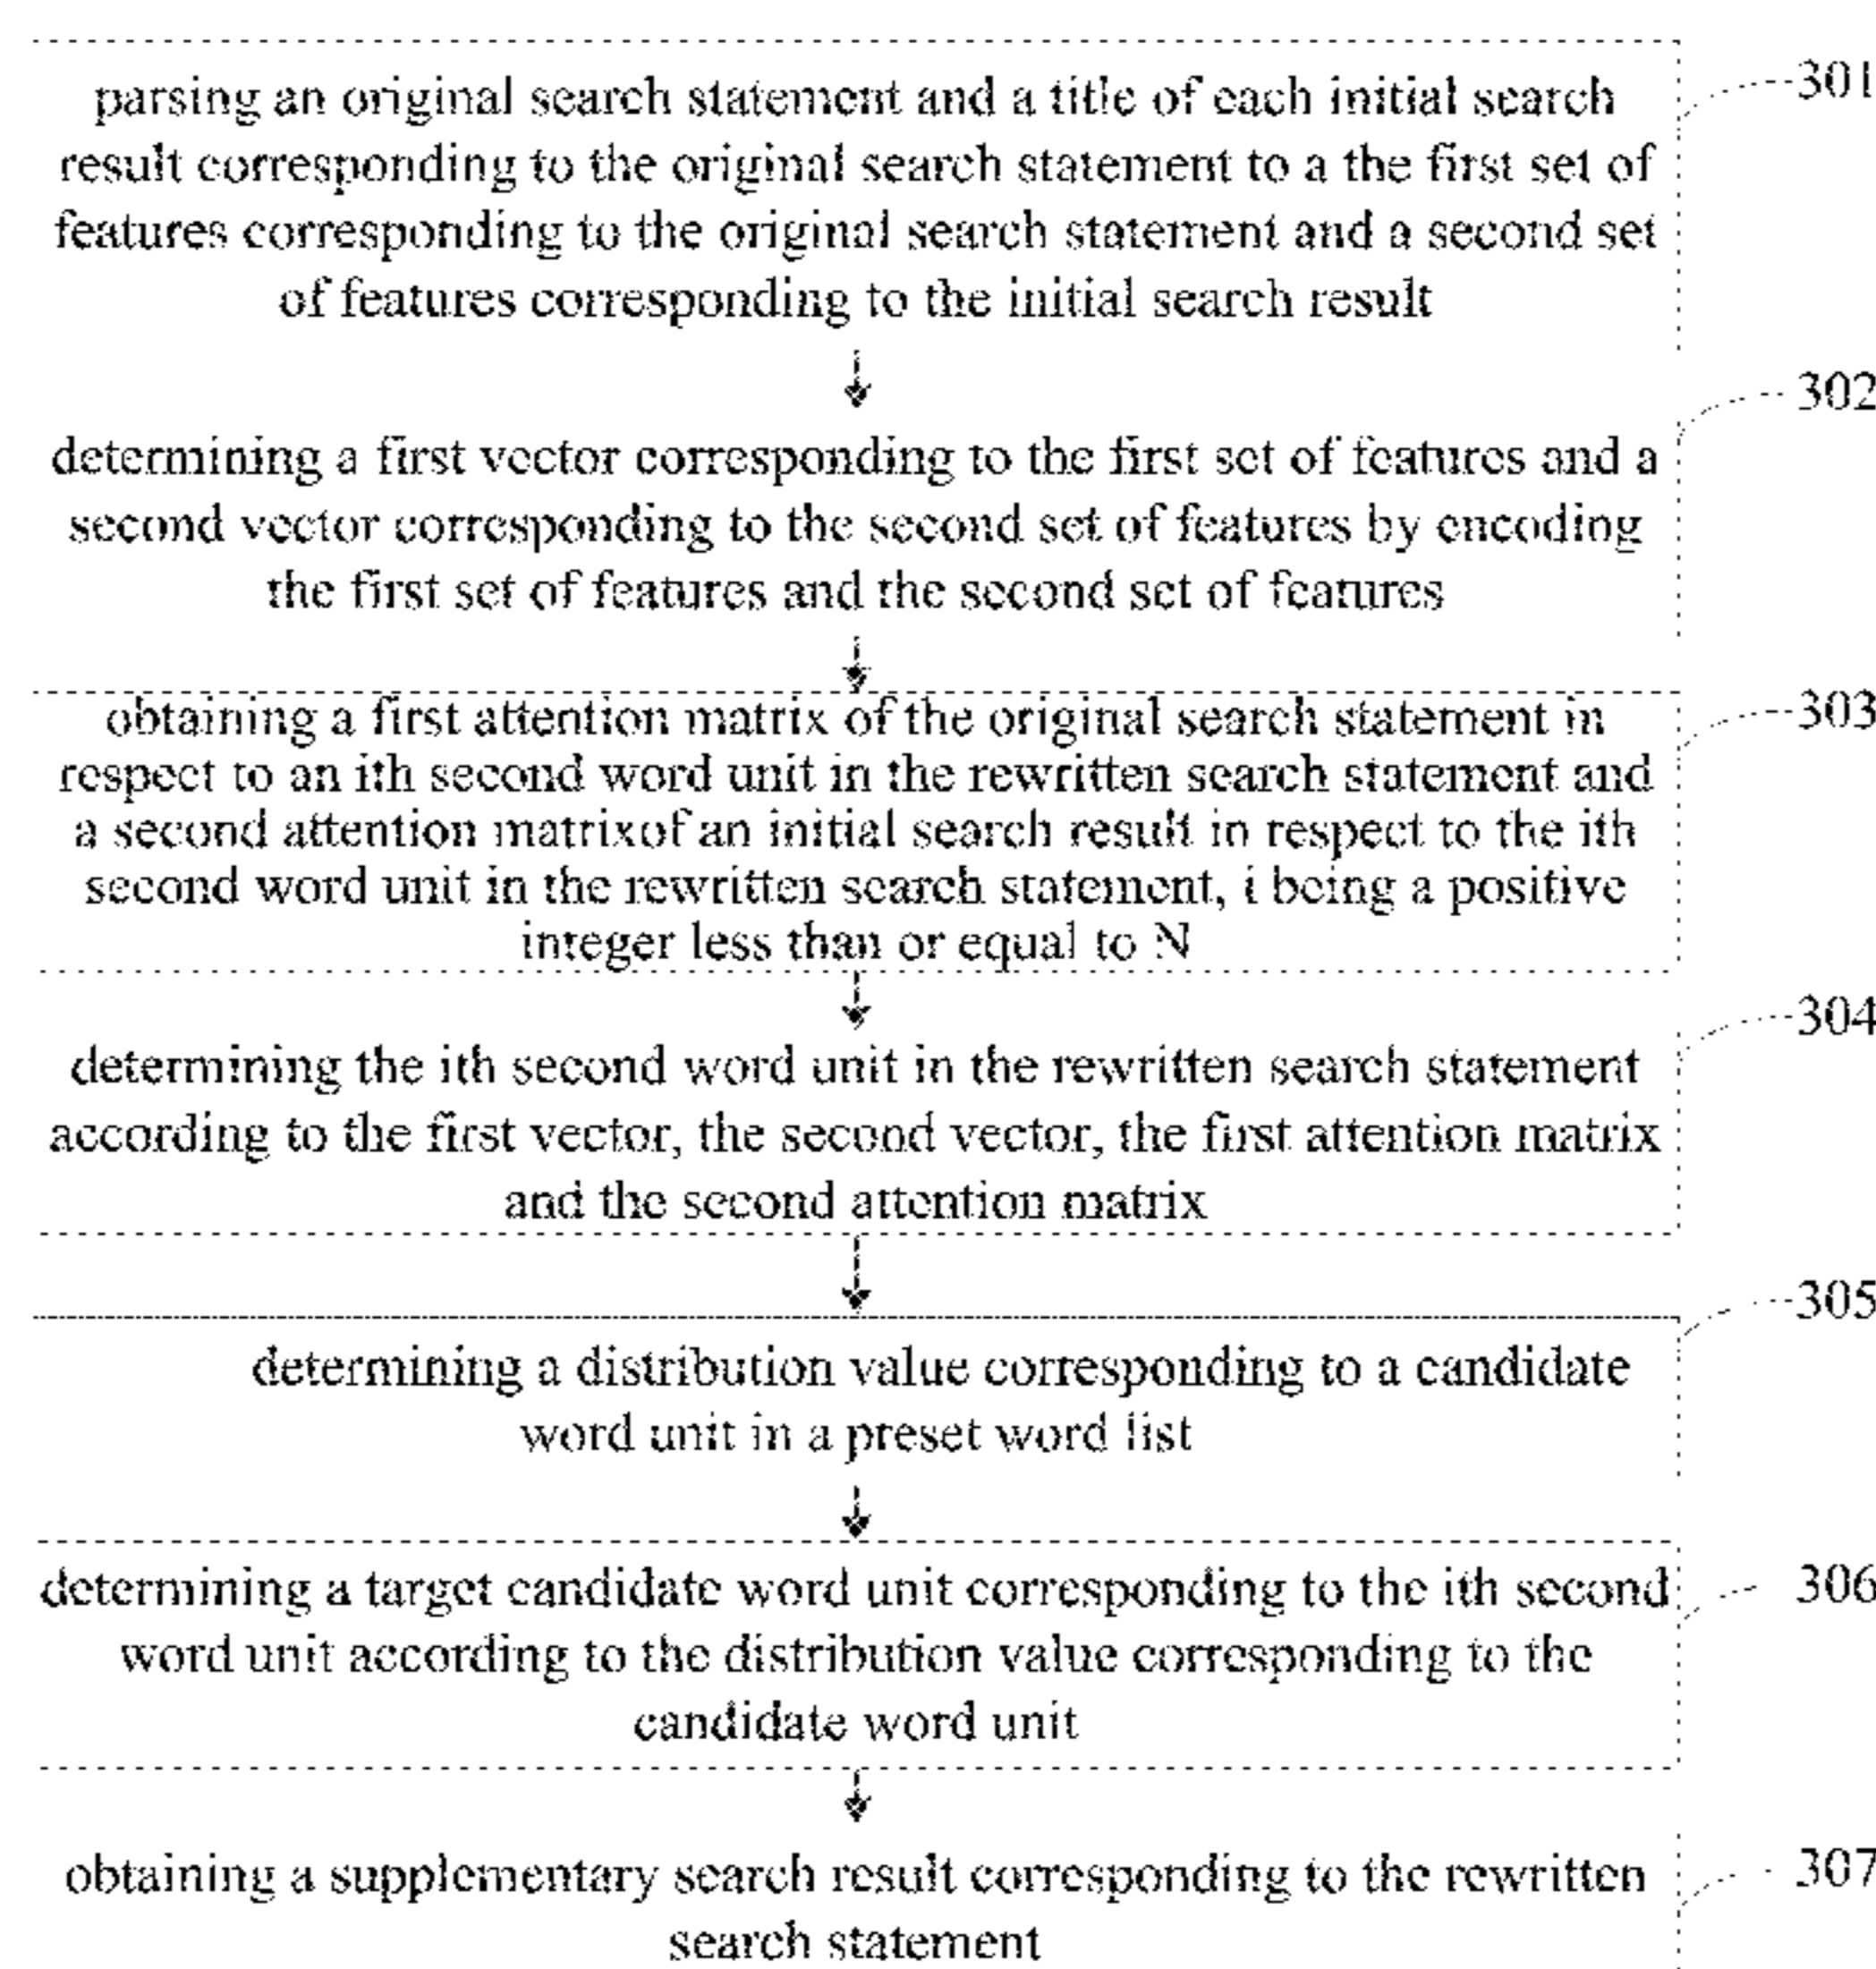 301
parsing an original search statement and a title of each initial search
result corresponding to the original search statement to a the first set of
features corresponding to the original search statement and a second set
of features corresponding to the initial search result
302
determining a first vector corresponding to the first set of features and a
second vector corresponding to the second set of features by encoding
the first set of features and the second set of features
303
obtaining a first attention matrix of the original search statement in
respect to an ith second word unit in the rewritten search statement and
a second attention matrixof an initial search result in respect to the ith
second word unit in the rewritten search statement, i being a positive
integer less than or equal to N
304
determining the ith second word unit in the rewritten search statement
according to the first vector, the second vector, the first attention matrix
and the second attention matrix
305
determining a distribution value corresponding to a candidate
word unit in a preset word list
306
determining a target candidate word unit corresponding to the ith second
word unit according to the distribution value corresponding to the
candidate word unit
307
obtaining a supplementary search result corresponding to the rewritten
search statement